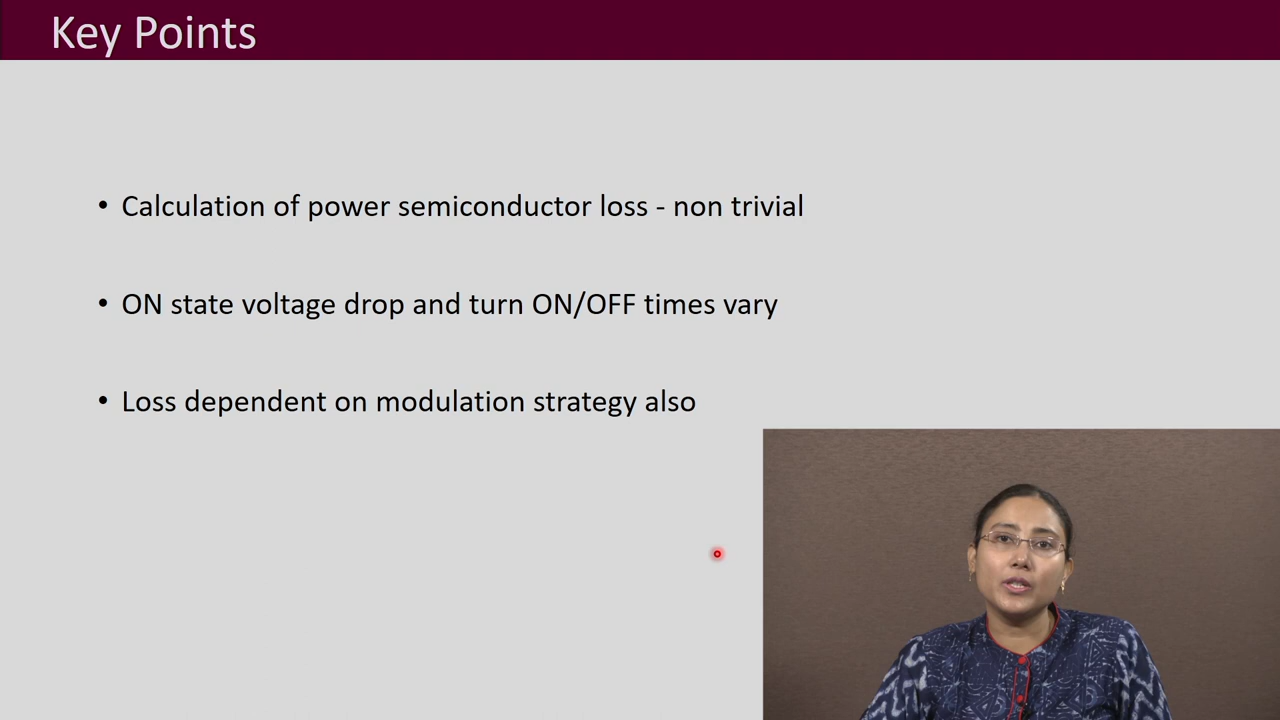 Key Points
• Calculation of power semiconductor loss - non trivial
• ON state voltage drop and turn ON/OFF times vary
• Loss dependent on modulation strategy also